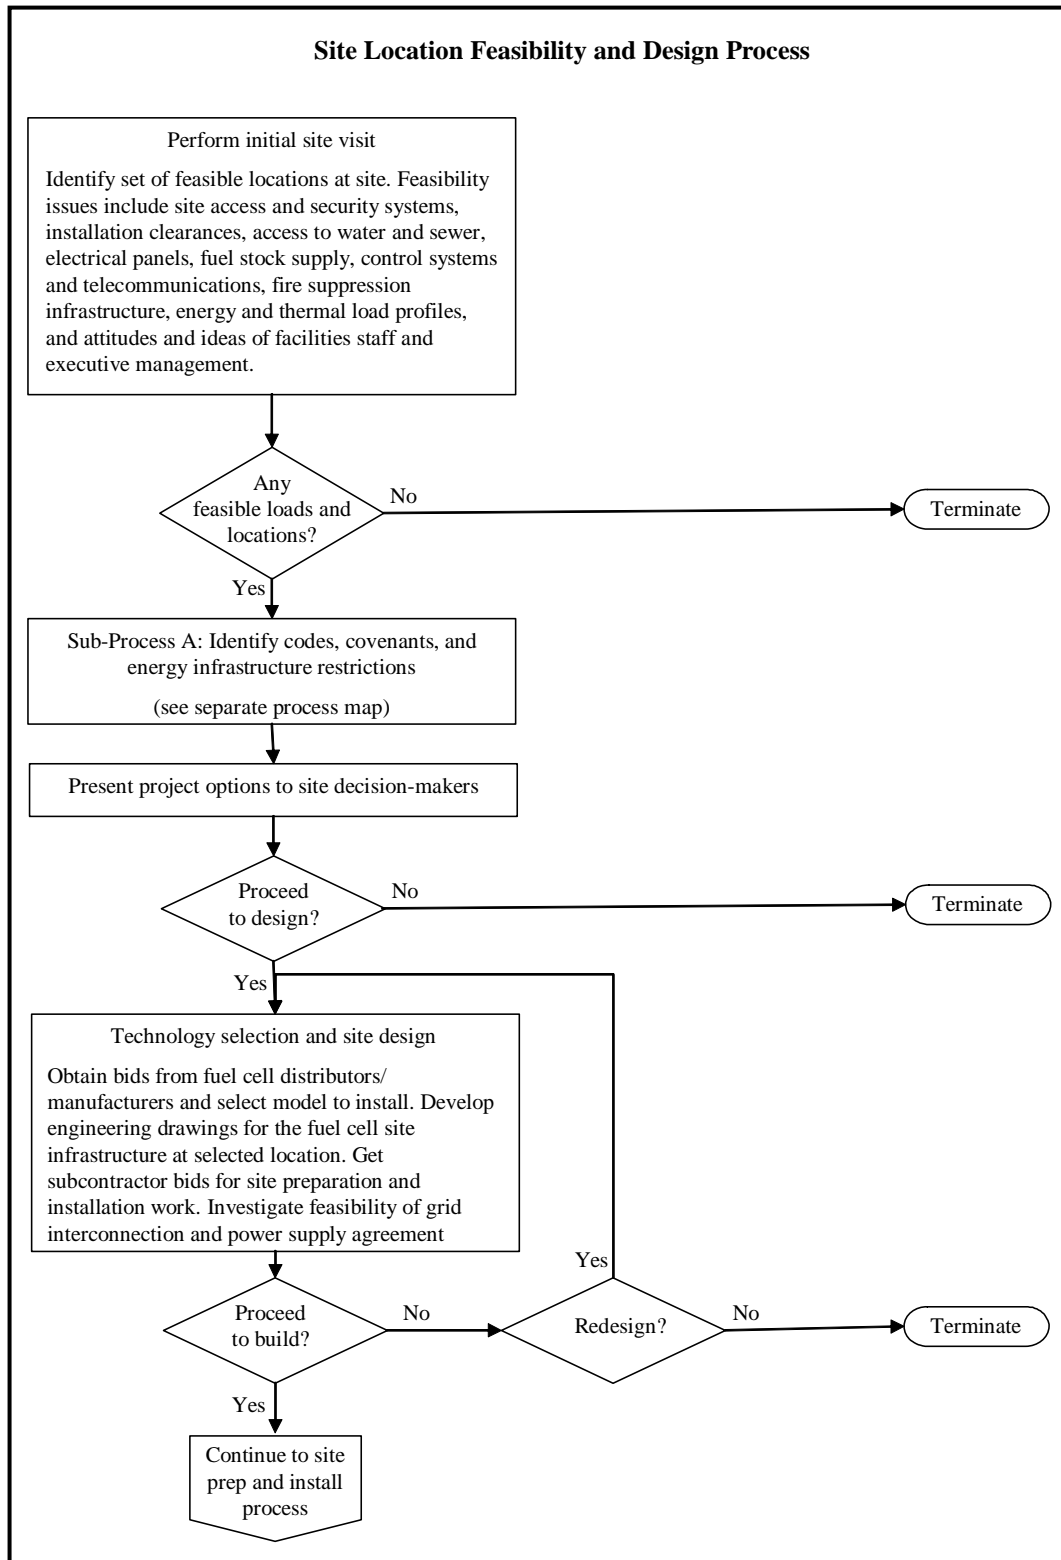 Site Location Feasibility and Design Process
Perform initial site visit
Identify set of feasible locations at site. Feasibility
issues include site access and security systems,
installation clearances, access to water and sewer,
electrical panels, fuel stock supply, control systems
and telecommunications, fire suppression
infrastructure, energy and thermal load profiles,
and attitudes and ideas of facilities staff and
executive management.
Any
feasible loads and
locations?
No
Terminate
Yes
Sub-Process A: Identify codes, covenants, and
energy infrastructure restrictions
(see separate process map)
Present project options to site decision-makers
Proceed
to design?
No
Terminate
Yes
Technology selection and site design
Obtain bids from fuel cell distributors/
manufacturers and select model to install. Develop
engineering drawings for the fuel cell site
infrastructure at selected location. Get
subcontractor bids for site preparation and
installation work. Investigate feasibility of grid
interconnection and power supply agreement
Proceed
to build?
No
Redesign?
Yes
No
Terminate
Yes
Continue to site
prep and install
process